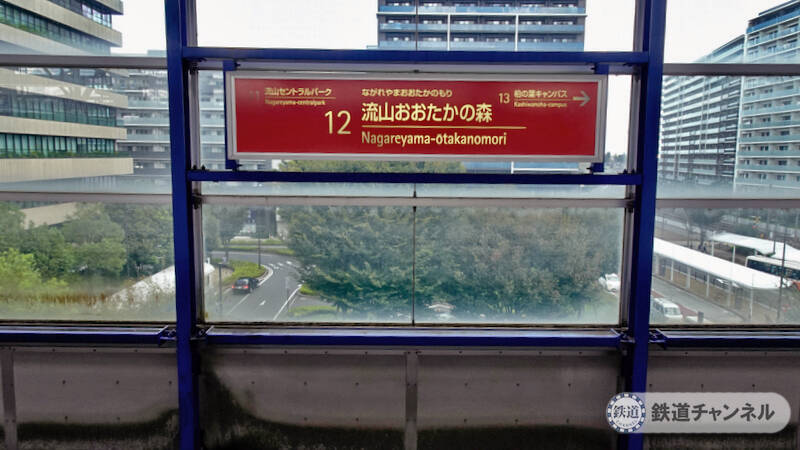 流山セントラルパーク
Nagareyama-centralpark
ながれやまおおたかのもり
12 流山おおたかの森
Nagareyama-ōtakanomori
13 柏の葉キャンパス
Kashiwanoha-campus
鉄道
鉄道チャンネル